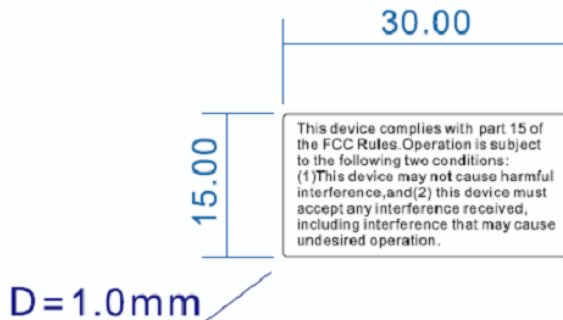 30.00
15.00
This device complies with part 15 of
the FCC Rules.Operation is subject
to the following two conditions:
(1)This device may not cause harmful
interference,and(2) this device must
accept any interference received,
including interference that may cause
undesired operation.
D=1.0mm